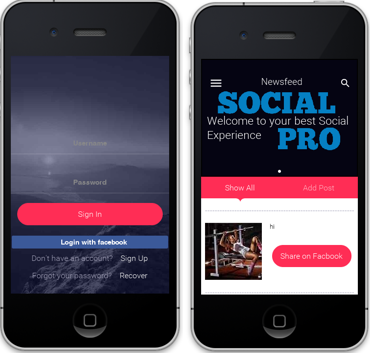 Username
Password
Sign In
Login with facebook
Don't have an account? Sign Up
Forgot your password? Recover
Newsfeed
SOCIAL
Welcome to your best Social
Experience
PRO
Show All
Add Post
hi
Share on Facbook